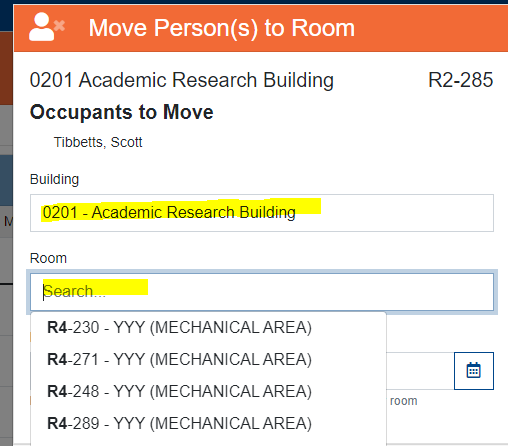 Move Person(s) to Room
0201 Academic Research Building R2-285
Occupants to Move
Tibbetts, Scott
Building
M
0201 - Academic Research Building
Room
Search...
R4-230 - YYY (MECHANICAL AREA)
R4-271 - YYY (MECHANICAL AREA)
R4-248 - YYY (MECHANICAL AREA)
R4-289 - YYY (MECHANICAL AREA)
room